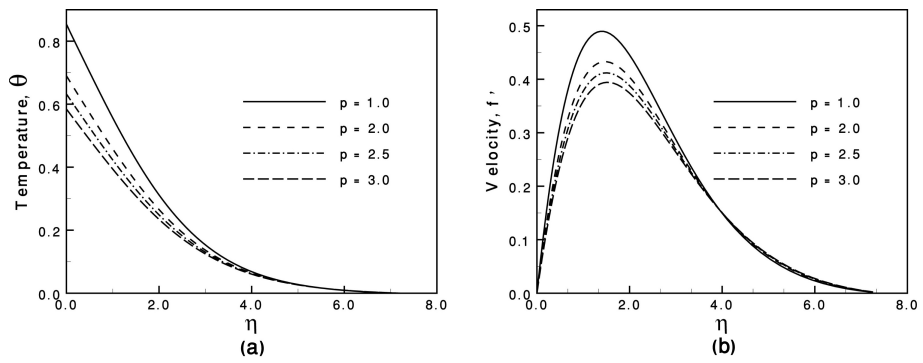 Temperature, θ
0.8
0.6
0.4
0.2
0.0
p = 1.0
p = 2.0
p = 2.5
p = 3.0
0.0 2.0 4.0 6.0 8.0
η
(a)
Velocity, f '
0.5
0.4
0.3
0.2
0.1
0.0
p = 1.0
p = 2.0
p = 2.5
p = 3.0
0.0 2.0 4.0 6.0 8.0
η
(b)